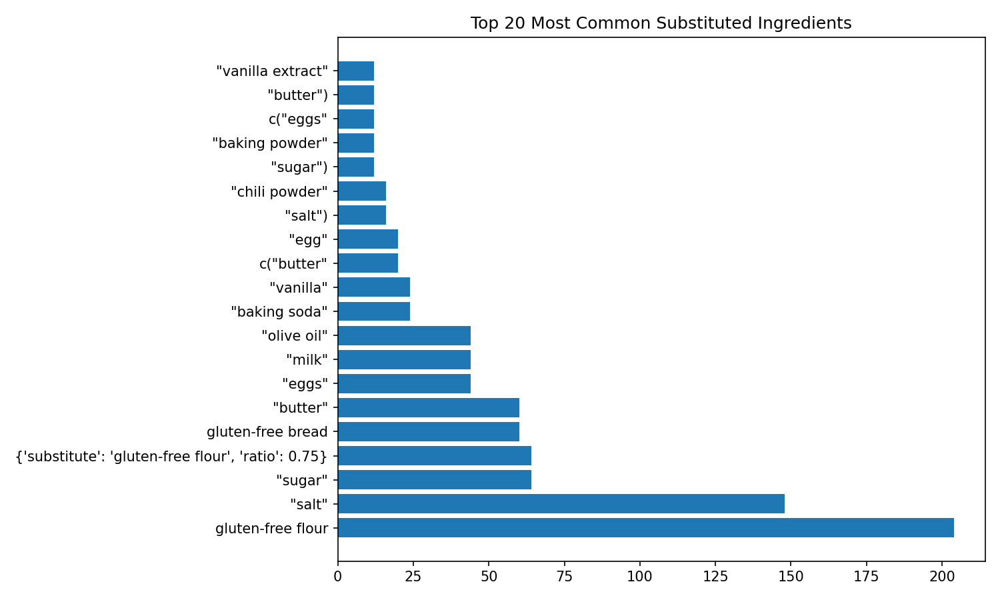 Top 20 Most Common Substituted Ingredients
"vanilla extract"
"butter")
c("eggs"
"baking powder"
"sugar")
"chili powder"
"salt")
"egg"
c("butter"
"vanilla"
"baking soda"
"olive oil"
"milk"
"eggs"
"butter"
gluten-free bread
{'substitute': 'gluten-free flour', 'ratio': 0.75}
"sugar"
"salt"
gluten-free flour
0 25 50 75 100 125 150 175 200